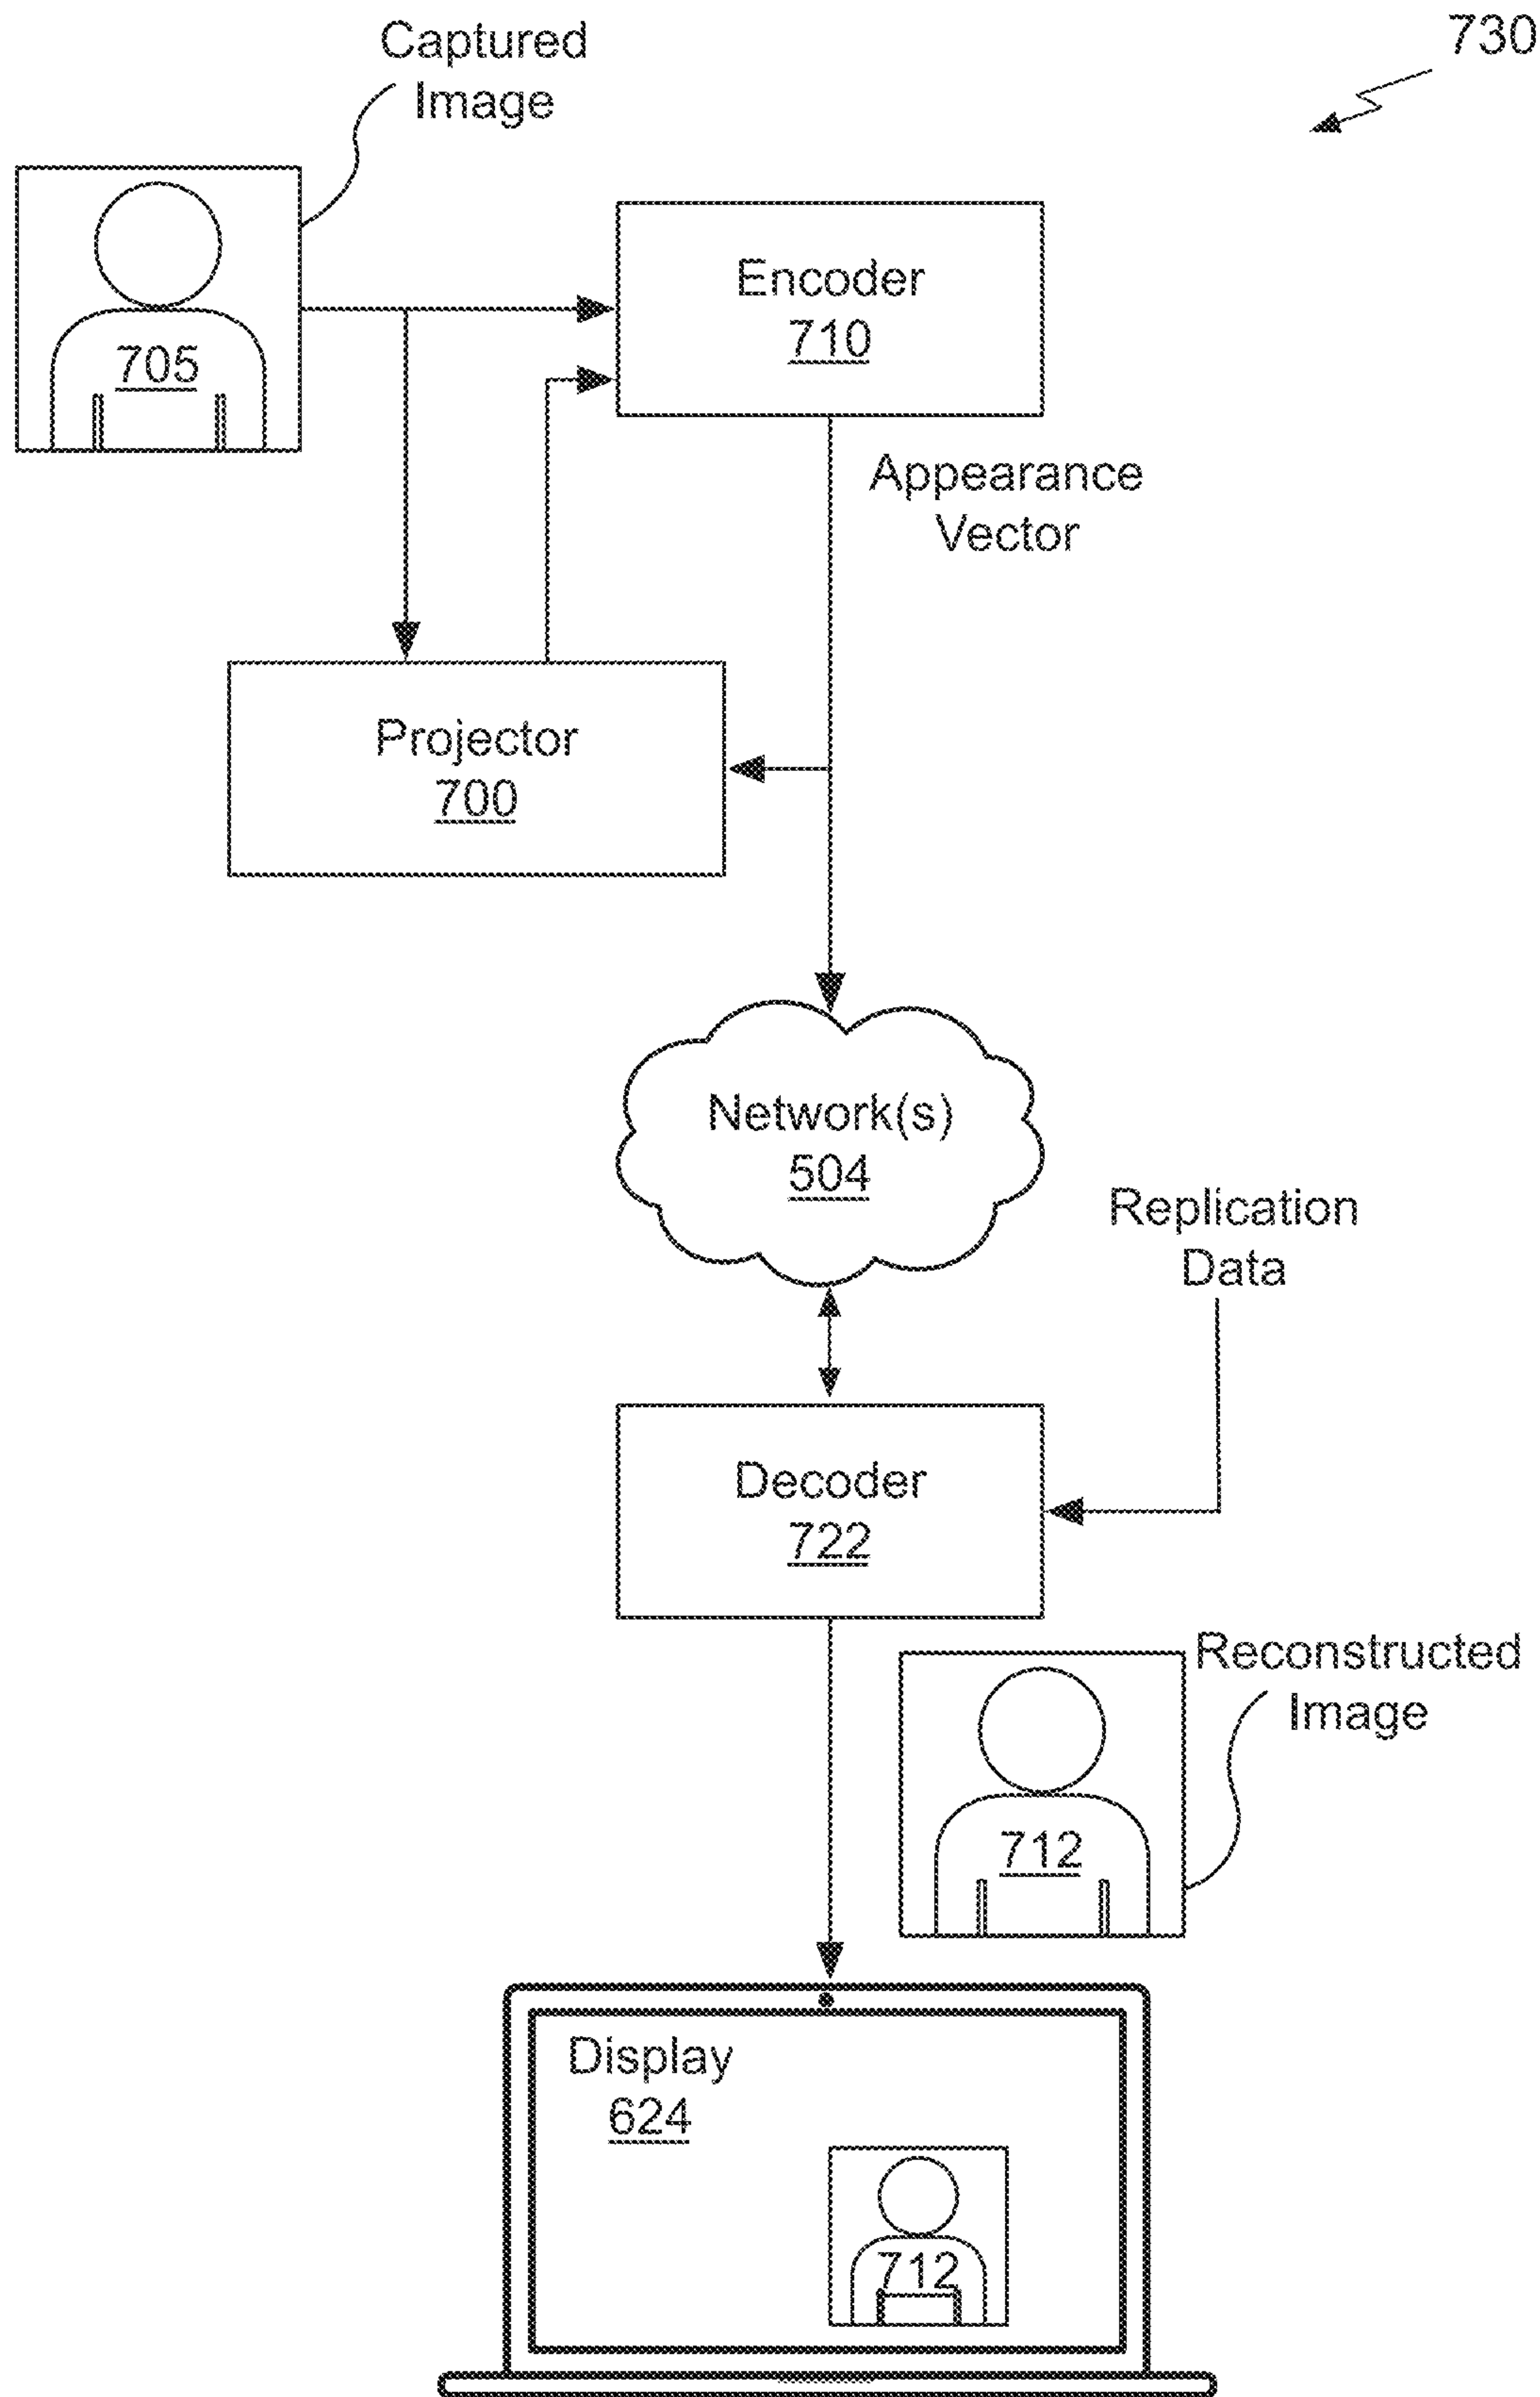 730
Captured
Image
705
Encoder
710
Appearance
Vector
Projector
700
Network(s)
504
Replication
Data
Decoder
722
Reconstructed
Image
712
Display
624
712